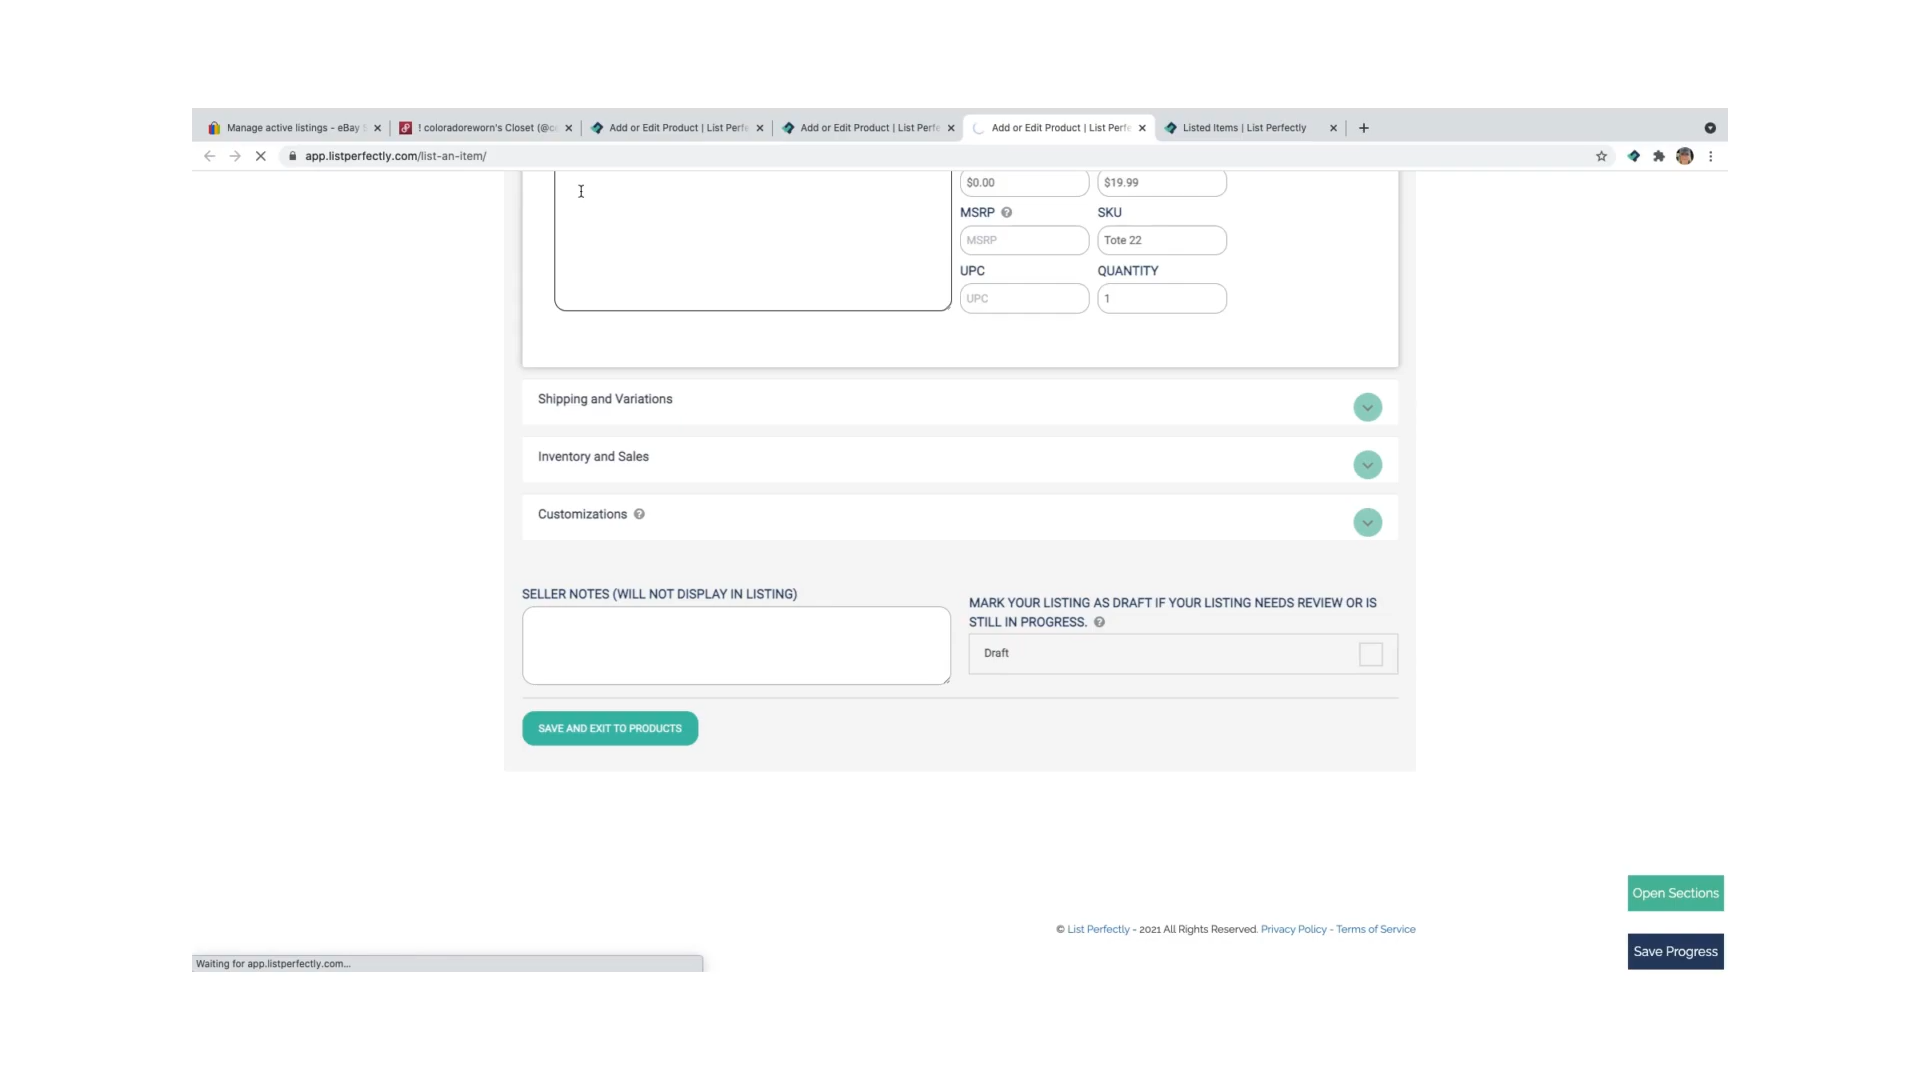 Manage active listings - eBay
! coloradoreworn's Closet (@
Add or Edit Product | List Perfe
Add or Edit Product | List Perfe
Add or Edit Product | List Perfe
Listed Items | List Perfectly
app.listperfectly.com/list-an-item/
$0.00
$19.99
MSRP
SKU
MSRP
Tote 22
UPC
QUANTITY
UPC
1
Shipping and Variations
Inventory and Sales
Customizations
SELLER NOTES (WILL NOT DISPLAY IN LISTING)
MARK YOUR LISTING AS DRAFT IF YOUR LISTING NEEDS REVIEW OR IS
STILL IN PROGRESS.
Draft
SAVE AND EXIT TO PRODUCTS
Open Sections
© List Perfectly - 2021 All Rights Reserved. Privacy Policy - Terms of Service
Save Progress
Waiting for app.listperfectly.com...